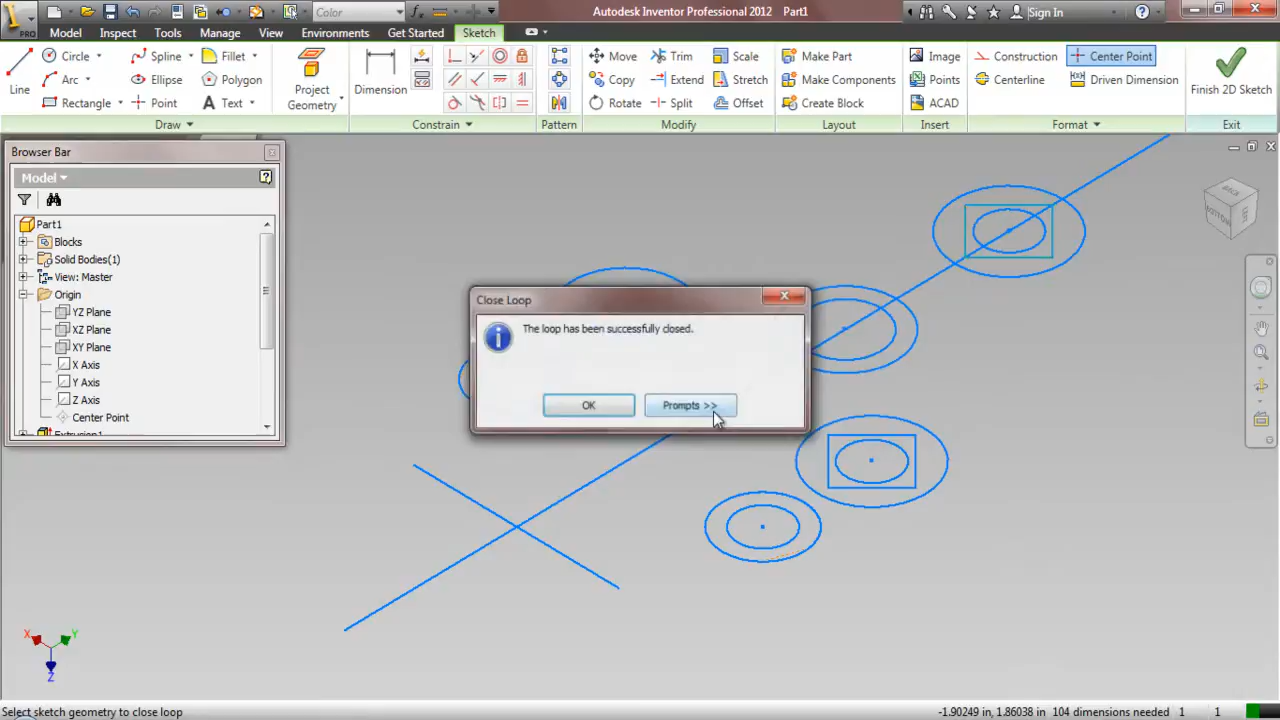 Color
Autodesk Inventor Professional 2012 Part1
Sign In
PRO
Model Inspect Tools Manage View Environments Get Started Sketch
Line
Circle
Arc
Rectangle
Spline
Ellipse
Point
Fillet
Polygon
Text
Project
Geometry
Dimension
Move
Copy
Rotate
Trim
Extend
Split
Scale
Stretch
Offset
Make Part
Make Components
Create Block
Image
Points
ACAD
Construction
Centerline
Center Point
Driven Dimension
Finish 2D Sketch
Draw
Constrain
Pattern
Modify
Layout
Insert
Format
Exit
Browser Bar
Model
Part1
Blocks
Solid Bodies(1)
View: Master
Origin
YZ Plane
XZ Plane
XY Plane
X Axis
Y Axis
Z Axis
Center Point
Extrusion1
Close Loop
The loop has been successfully closed.
OK
Prompts >>
BACK
BOTTOM
X
Y
Z
Select sketch geometry to close loop
-1.90249 in, 1.86038 in 104 dimensions needed 1 1